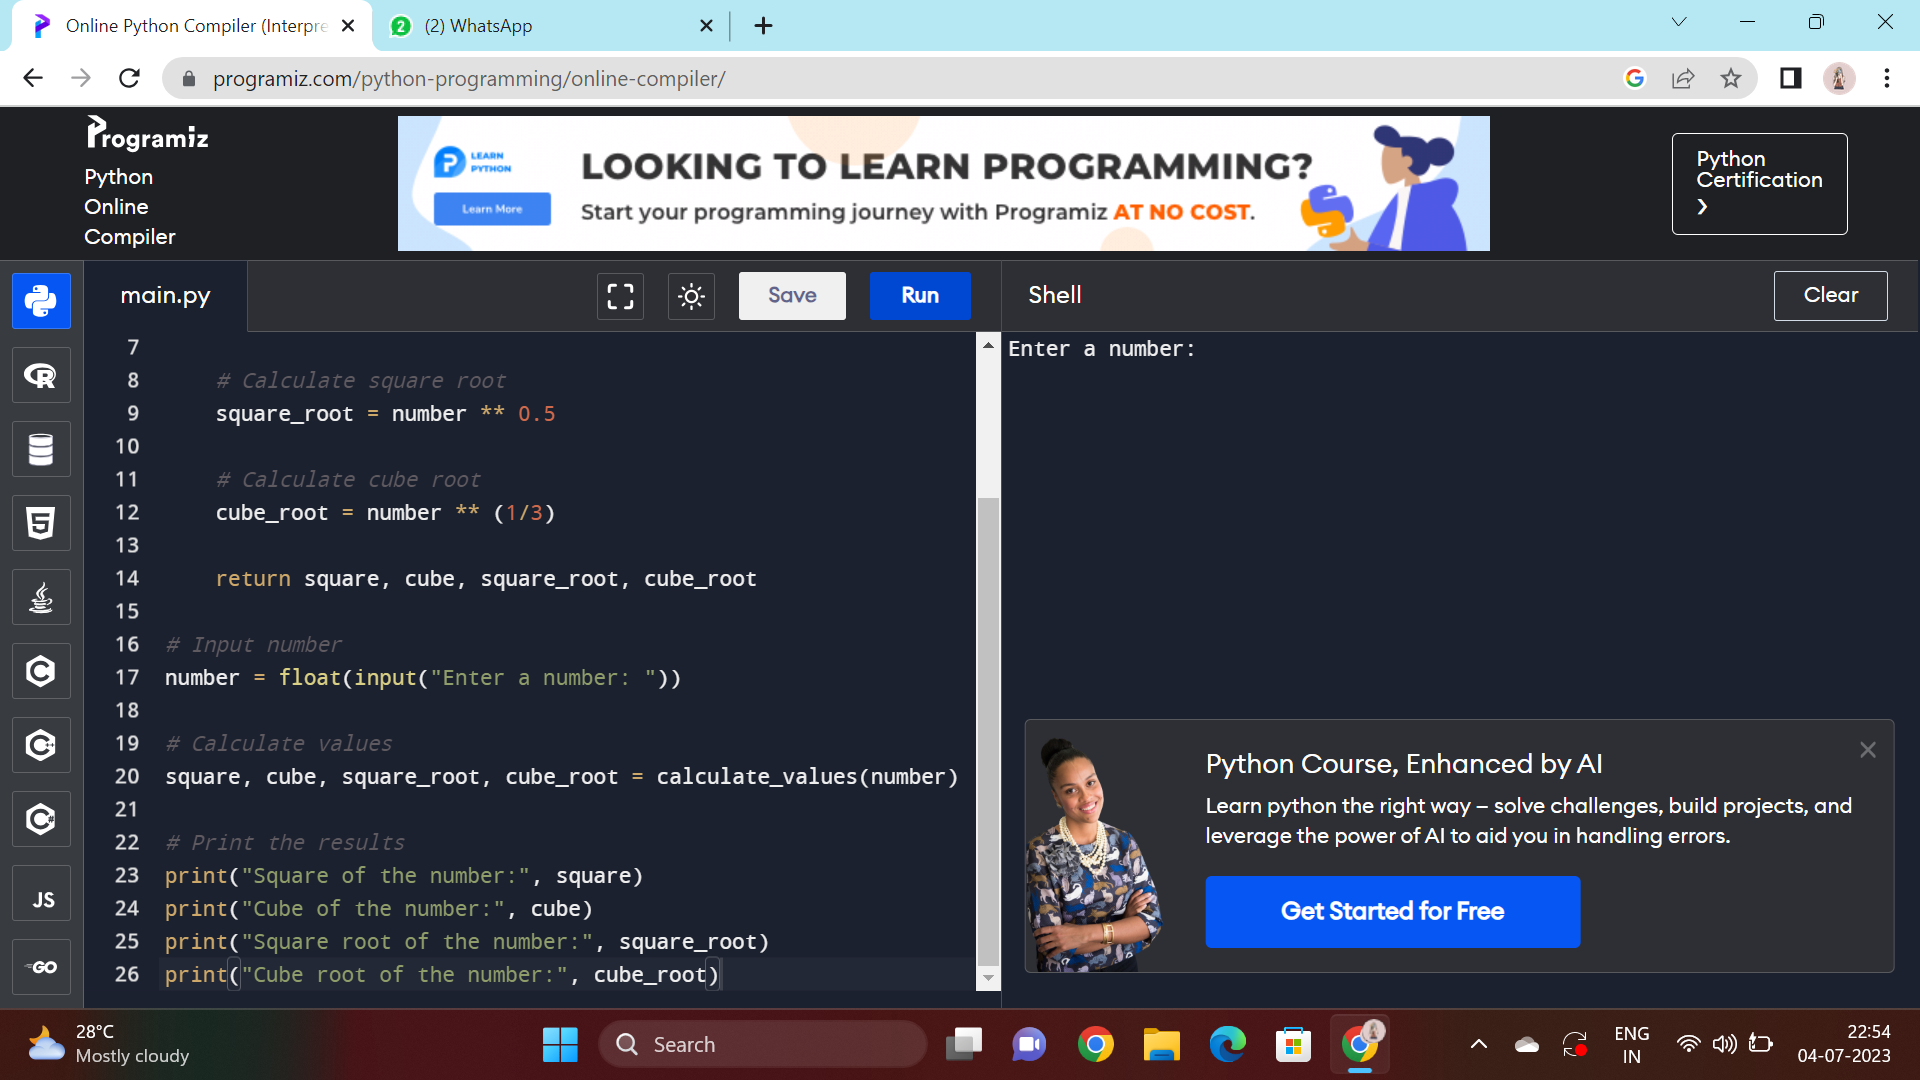 Online Python Compiler (Interpre
2
(2) WhatsApp
programiz.com/python-programming/online-compiler/
Programiz
Python
Online
Compiler
LEARN
PYTHON
Learn More
LOOKING TO LEARN PROGRAMMING?
Start your programming journey with Programiz AT NO COST.
Python
Certification
main.py
Save
Run
Shell
Clear
7
8 # Calculate square root
9 square_root = number ** 0.5
10
11 # Calculate cube root
12 cube_root = number ** (1/3)
13
14 return square, cube, square_root, cube_root
15
16 # Input number
17 number = float(input("Enter a number: "))
18
19 # Calculate values
20 square, cube, square_root, cube_root = calculate_values(number)
21
22 # Print the results
23 print("Square of the number:", square)
24 print("Cube of the number:", cube)
25 print("Square root of the number:", square_root)
26 print("Cube root of the number:", cube_root)
R
5
C
C++
C#
JS
GO
Enter a number:
Python Course, Enhanced by AI
Learn python the right way – solve challenges, build projects, and
leverage the power of AI to aid you in handling errors.
Get Started for Free
28°C
Mostly cloudy
Search
ENG
IN
22:54
04-07-2023